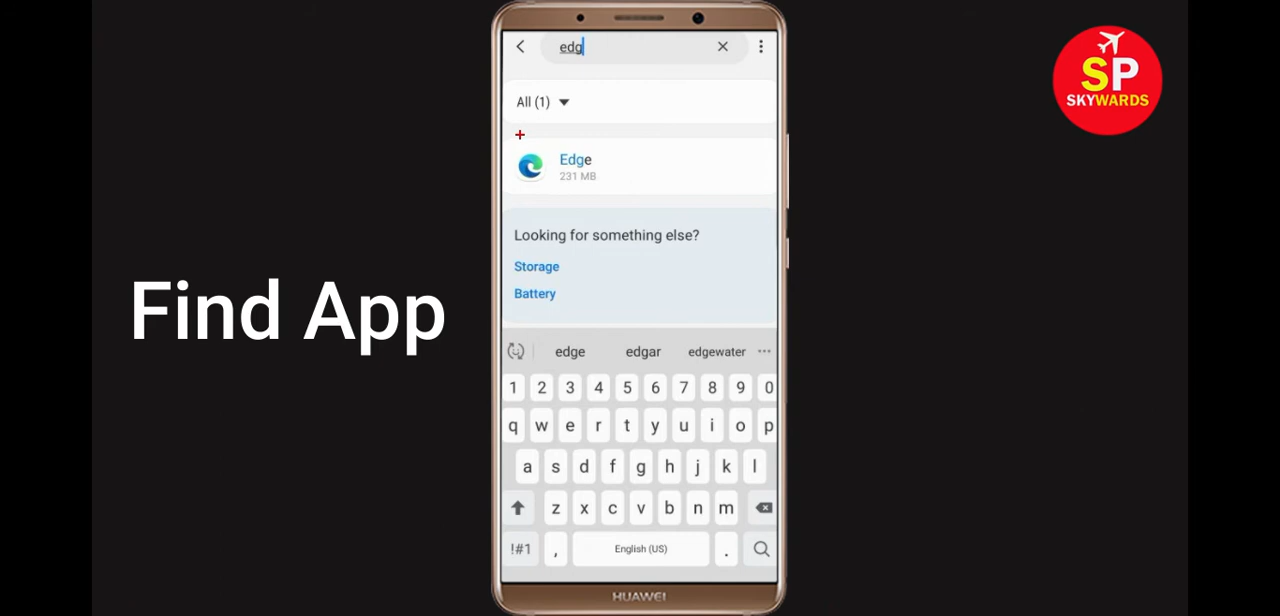 edg
All (1)
Edge
231 MB
Looking for something else?
Storage
Battery
edge edgar edgewater
1 2 3 4 5 6 7 8 9 0
q w e r t y u i o p
a s d f g h j k l
z x c v b n m
!#1 , English (US) .
HUAWEI
Find App
SP
SKYWARDS